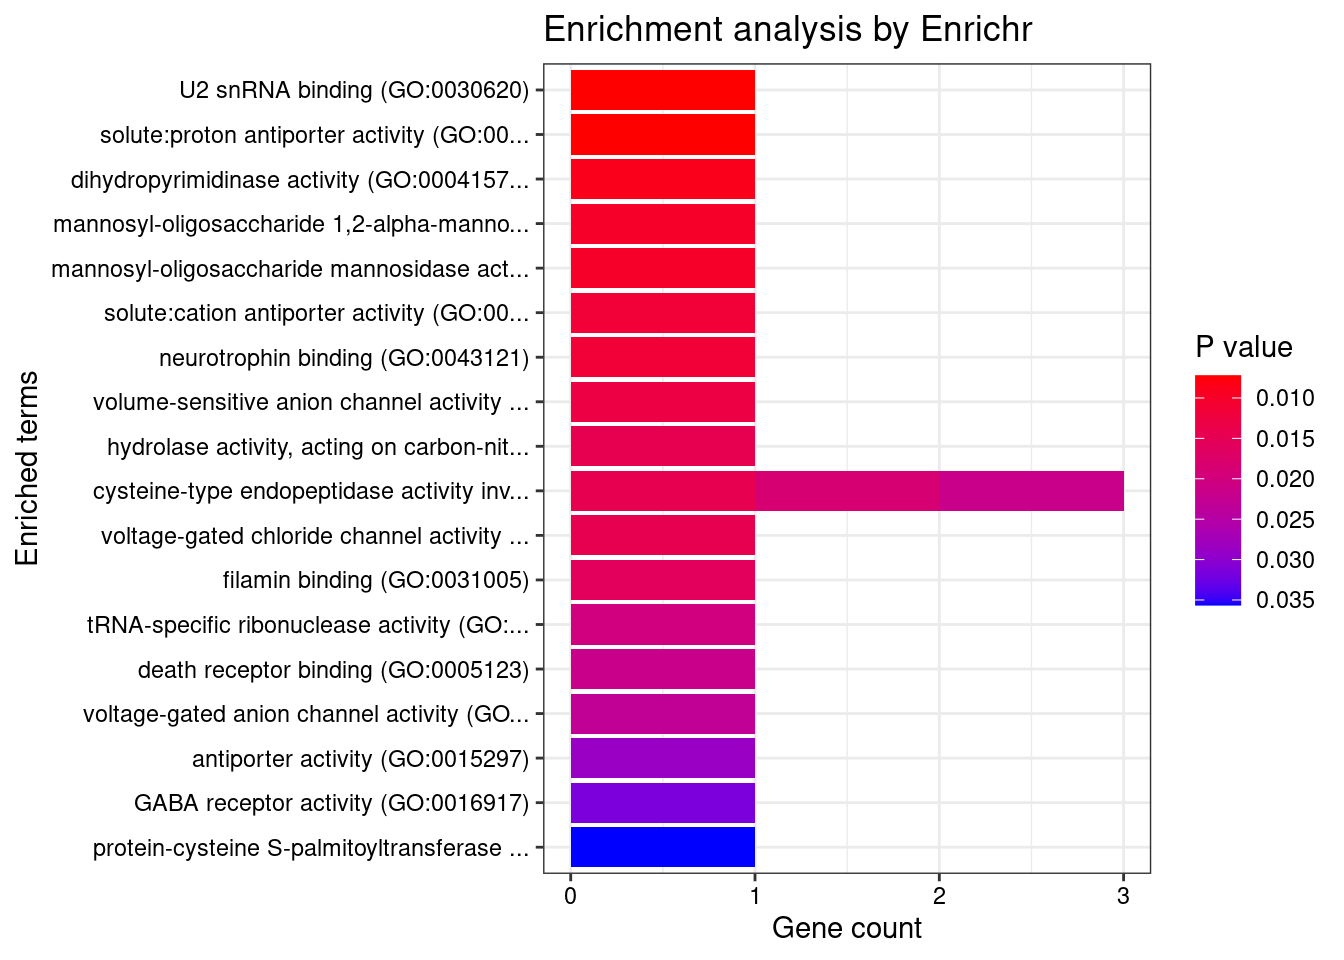 Enrichment analysis by Enrichr
Enriched terms
U2 snRNA binding (GO:0030620)
solute:proton antiporter activity (GO:00...
dihydropyrimidinase activity (GO:0004157...
mannosyl-oligosaccharide 1,2-alpha-manno...
mannosyl-oligosaccharide mannosidase act...
solute:cation antiporter activity (GO:00...
neurotrophin binding (GO:0043121)
volume-sensitive anion channel activity ...
hydrolase activity, acting on carbon-nit...
cysteine-type endopeptidase activity inv...
voltage-gated chloride channel activity ...
filamin binding (GO:0031005)
tRNA-specific ribonuclease activity (GO:...
death receptor binding (GO:0005123)
voltage-gated anion channel activity (GO...
antiporter activity (GO:0015297)
GABA receptor activity (GO:0016917)
protein-cysteine S-palmitoyltransferase ...
0 1 2 3
Gene count
P value
0.010
0.015
0.020
0.025
0.030
0.035